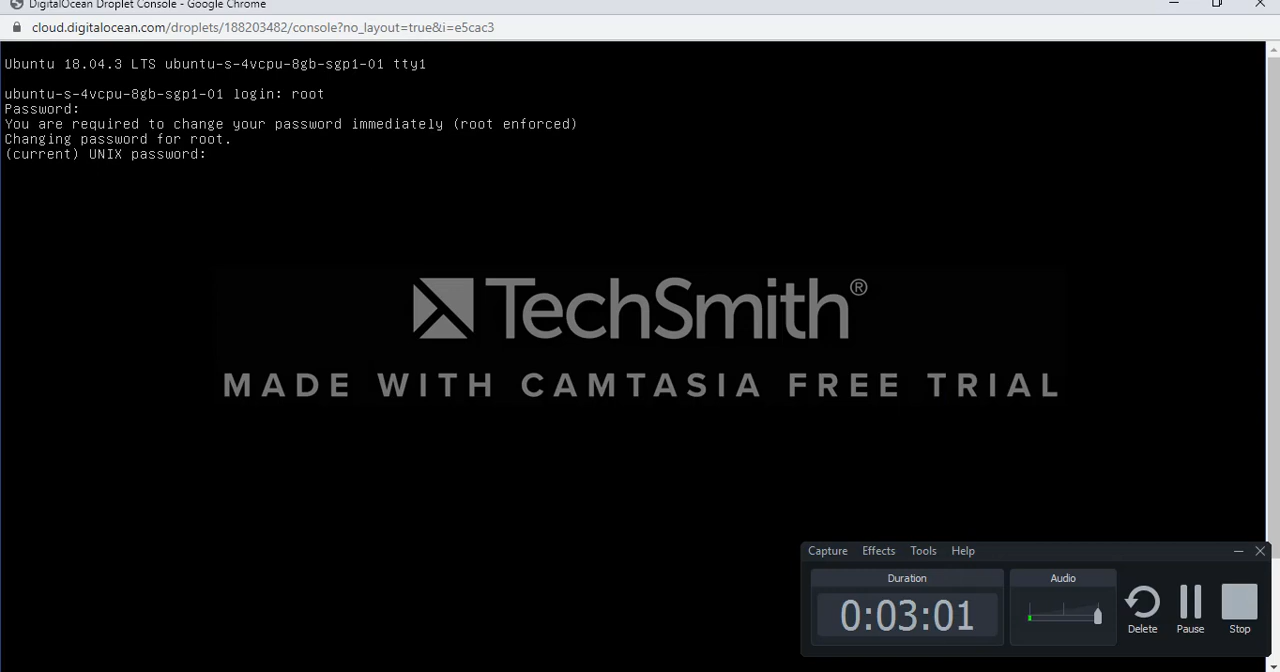 DigitalOcean Droplet Console - Google Chrome
cloud.digitalocean.com/droplets/188203482/console?no_layout=true&i=e5cac3
Ubuntu 18.04.3 LTS ubuntu-s-4vcpu-8gb-sgp1-01 tty1
ubuntu-s-4vcpu-8gb-sgp1-01 login: root
Password:
You are required to change your password immediately (root enforced)
Changing password for root.
(current) UNIX password:
TechSmith®
MADE WITH CAMTASIA FREE TRIAL
Capture Effects Tools Help
Duration Audio
0:03:01
Delete Pause Stop